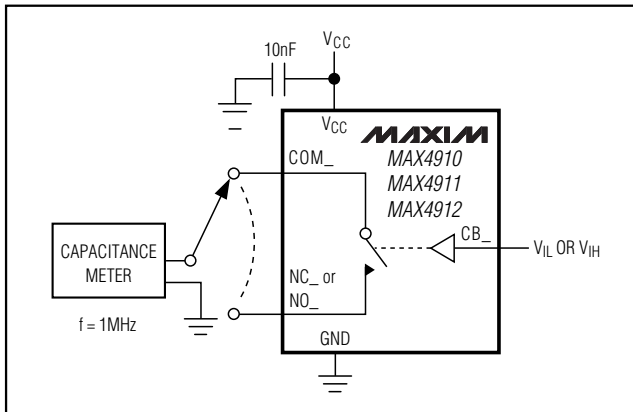 10nF
VCC
VCC
MAXIM
MAX4910
MAX4911
MAX4912
COM_
CB_
VIL OR VIH
CAPACITANCE
METER
NC_ or
NO_
f = 1MHz
GND